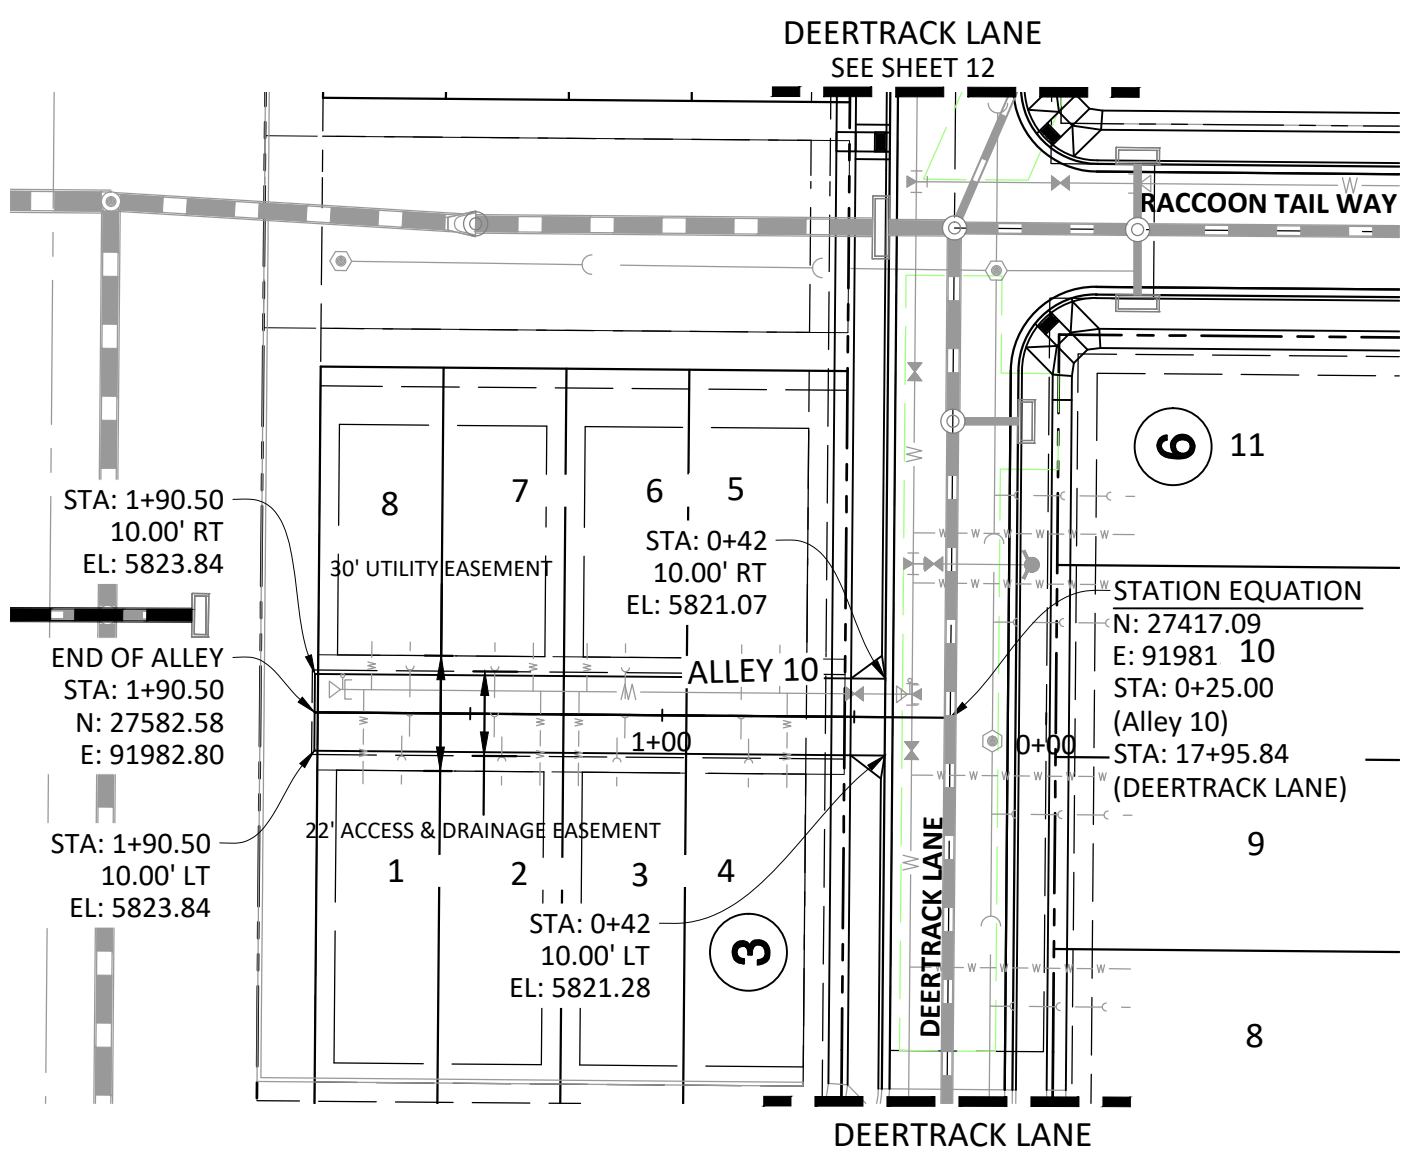 DEERTRACK LANE
SEE SHEET 12
W
RACCOON TAIL WAY
6
11
STA: 1+90.50
10.00' RT
EL: 5823.84
8
7
6
5
STA: 0+42
10.00' RT
EL: 5821.07
30' UTILITY EASEMENT
STATION EQUATION
N: 27417.09
E: 91981
10
STA: 0+25.00
(Alley 10)
STA: 17+95.84
(DEERTRACK LANE)
END OF ALLEY
STA: 1+90.50
N: 27582.58
E: 91982.80
ALLEY 10
1+00
0+00
STA: 1+90.50
10.00' LT
EL: 5823.84
22' ACCESS & DRAINAGE EASEMENT
1
2
3
4
STA: 0+42
10.00' LT
EL: 5821.28
3
DEERTRACK LANE
9
8
DEERTRACK LANE